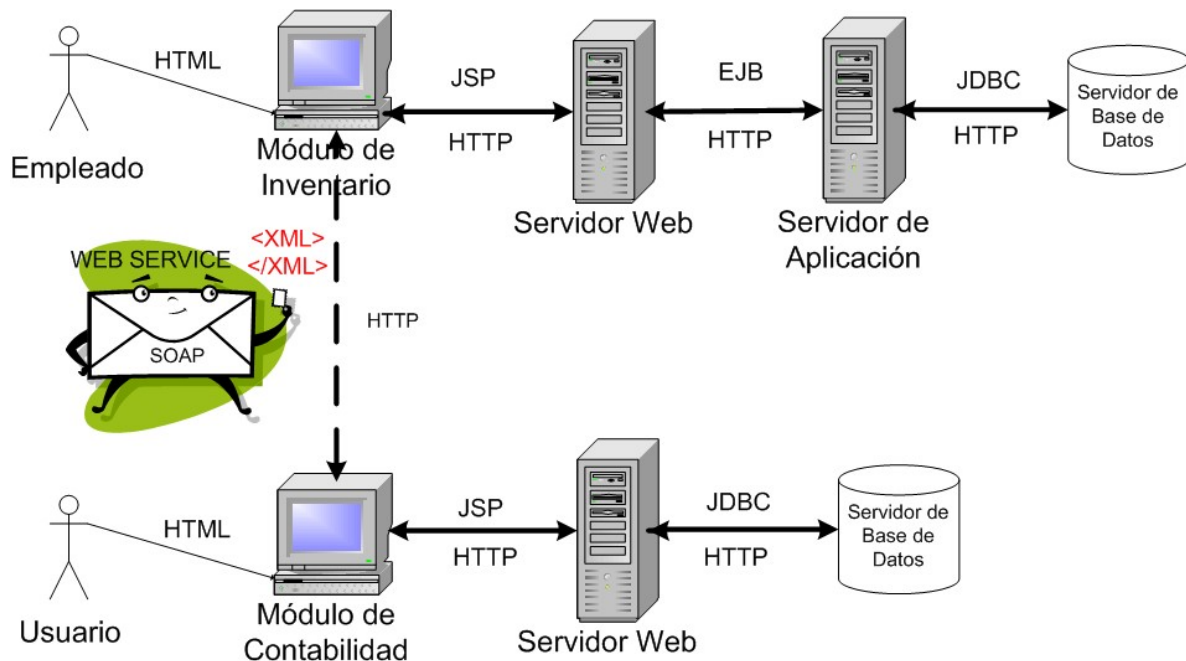 HTML
JSP
HTTP
EJB
HTTP
JDBC
HTTP
Servidor de
Base de
Datos
Empleado
Módulo de
Inventario
Servidor Web
Servidor de
Aplicación
<XML>
</XML>
WEB SERVICE
SOAP
HTTP
HTML
JSP
HTTP
JDBC
HTTP
Servidor de
Base de
Datos
Usuario
Módulo de
Contabilidad
Servidor Web